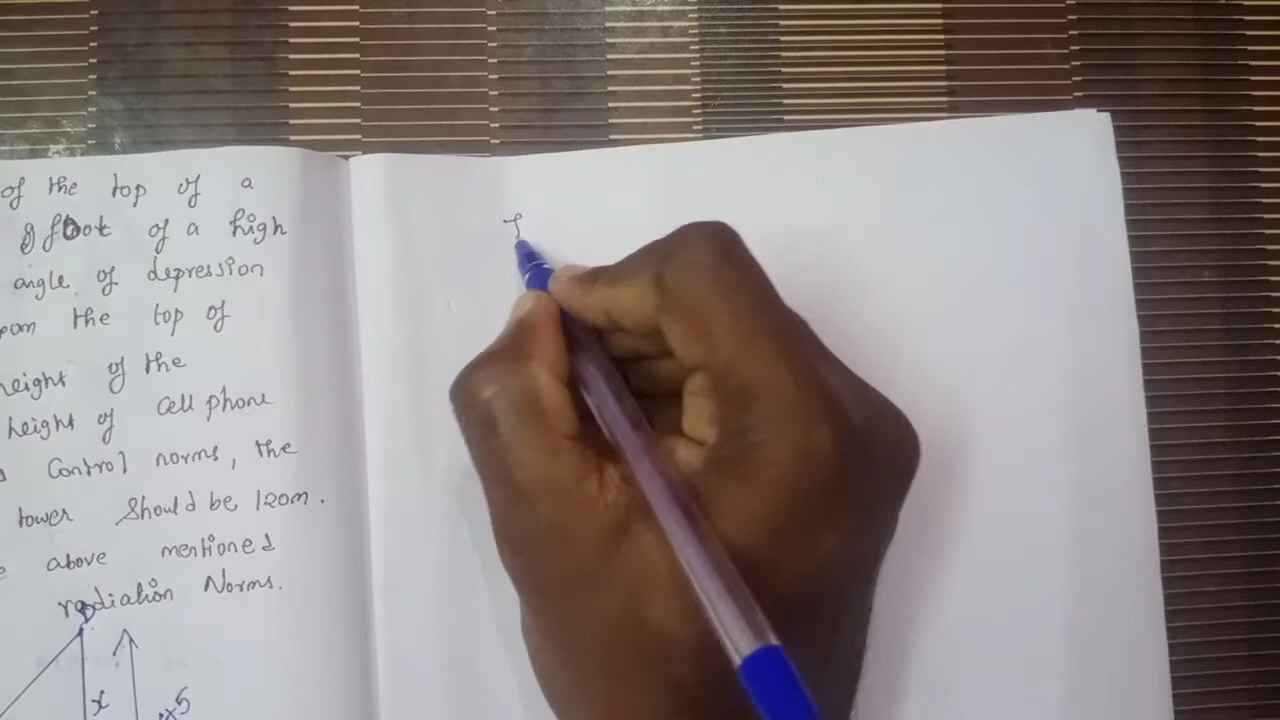 of the top of a
foot of a high
angle of depression
the top of
height of the
height of cell phone
Control norms, the
tower should be 120m.
above mentioned
radiation Norms.
x
+x5